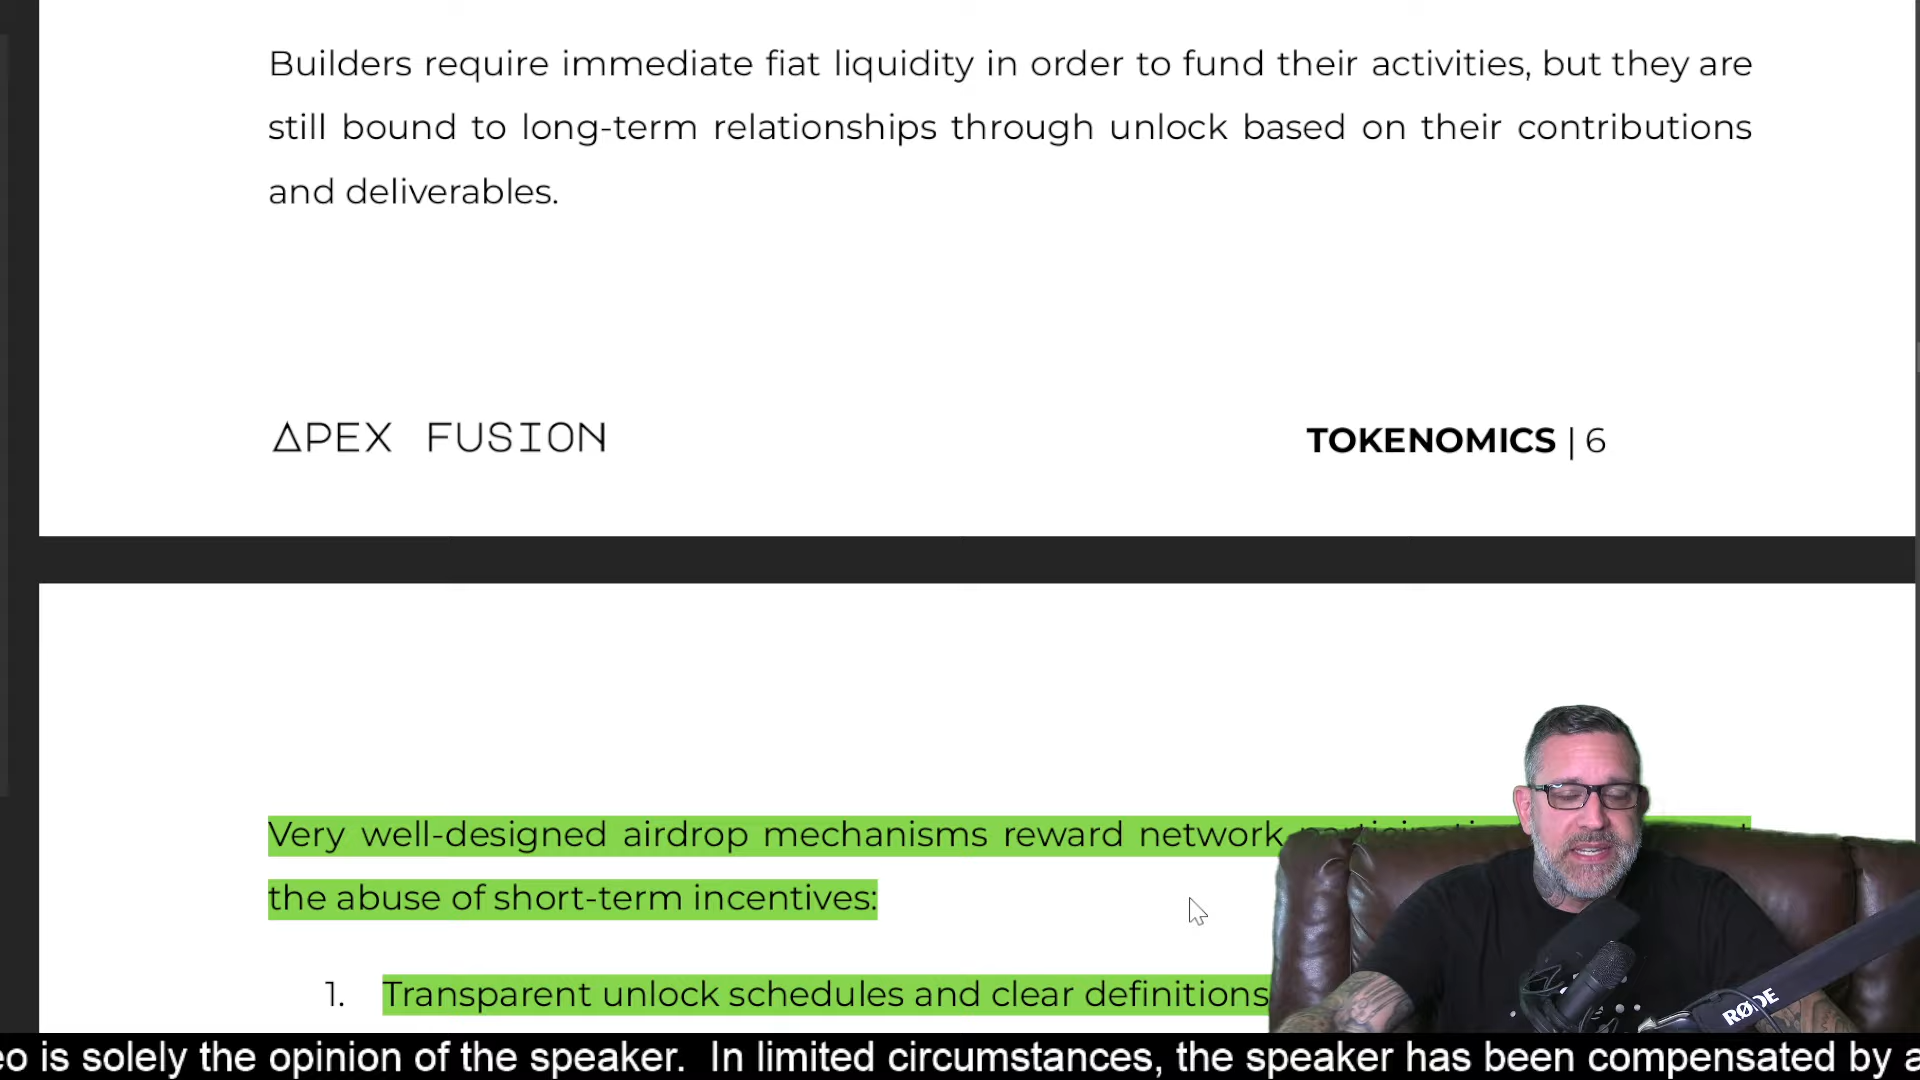 Builders require immediate fiat liquidity in order to fund their activities, but they are
still bound to long-term relationships through unlock based on their contributions
and deliverables.
ΔPEX FUSION
TOKENOMICS | 6
Very well-designed airdrop mechanisms reward network
the abuse of short-term incentives:
1. Transparent unlock schedules and clear definitions
RØDE
eo is solely the opinion of the speaker. In limited circumstances, the speaker has been compensated by a